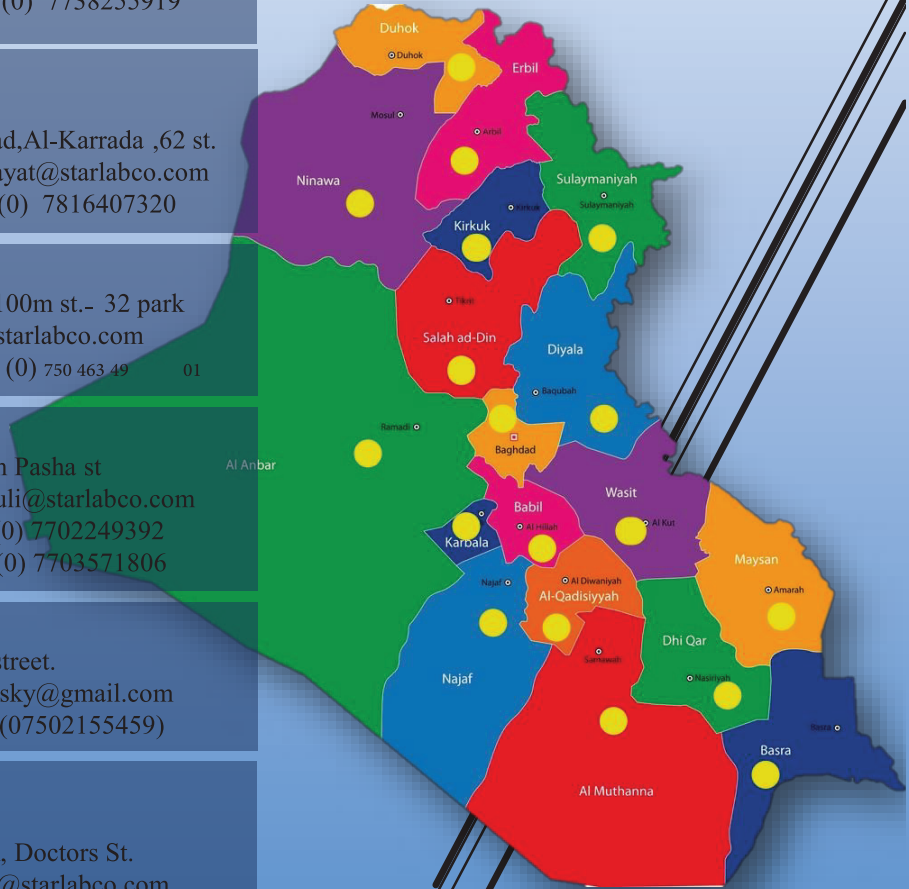 (0) 7738255919
ad,Al-Karrada ,62 st.
ayat@starlabco.com
(0) 7816407320
100m st.- 32 park
starlabco.com
(0) 750 463 49 01
n Pasha st
uli@starlabco.com
(0) 7702249392
(0) 7703571806
street.
sky@gmail.com
(07502155459)
, Doctors St.
@starlabco.com
Duhok
Duhok
Erbil
Mosul
Arbil
Ninawa
Sulaymaniyah
Sulaymaniyah
Kirkuk
Kirkuk
Tikrit
Salah ad-Din
Diyala
Baqubah
Ramadi
Baghdad
Al Anbar
Wasit
Babil
Al Hillah
Al Kut
Karbala
Maysan
Najaf
Al Diwaniyah
Amarah
Al-Qadisiyyah
Dhi Qar
Samawah
Najaf
Nasiriyah
Basra
Basra
Al Muthanna